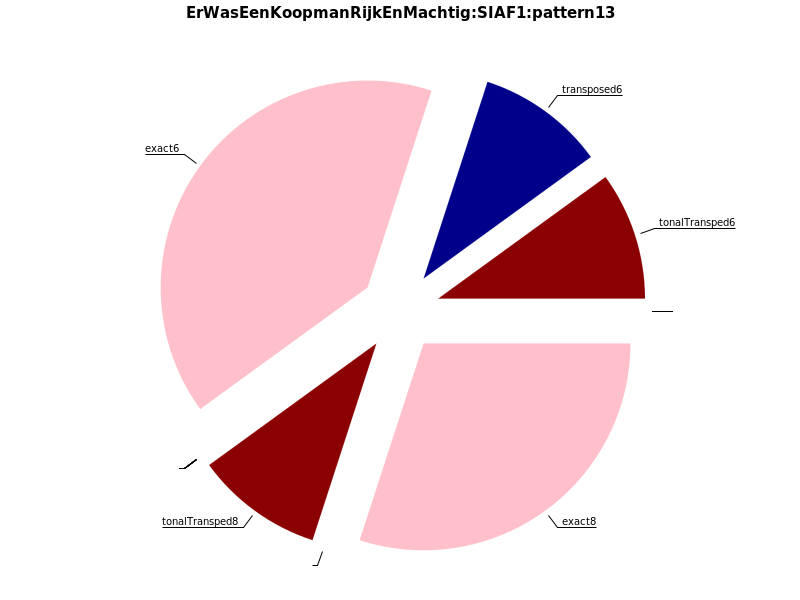 ErWasEenKoopmanRijkEnMachtig:SIAF1:pattern13
transposed6
exact6
tonalTransped6
tonalTransped8
exact8